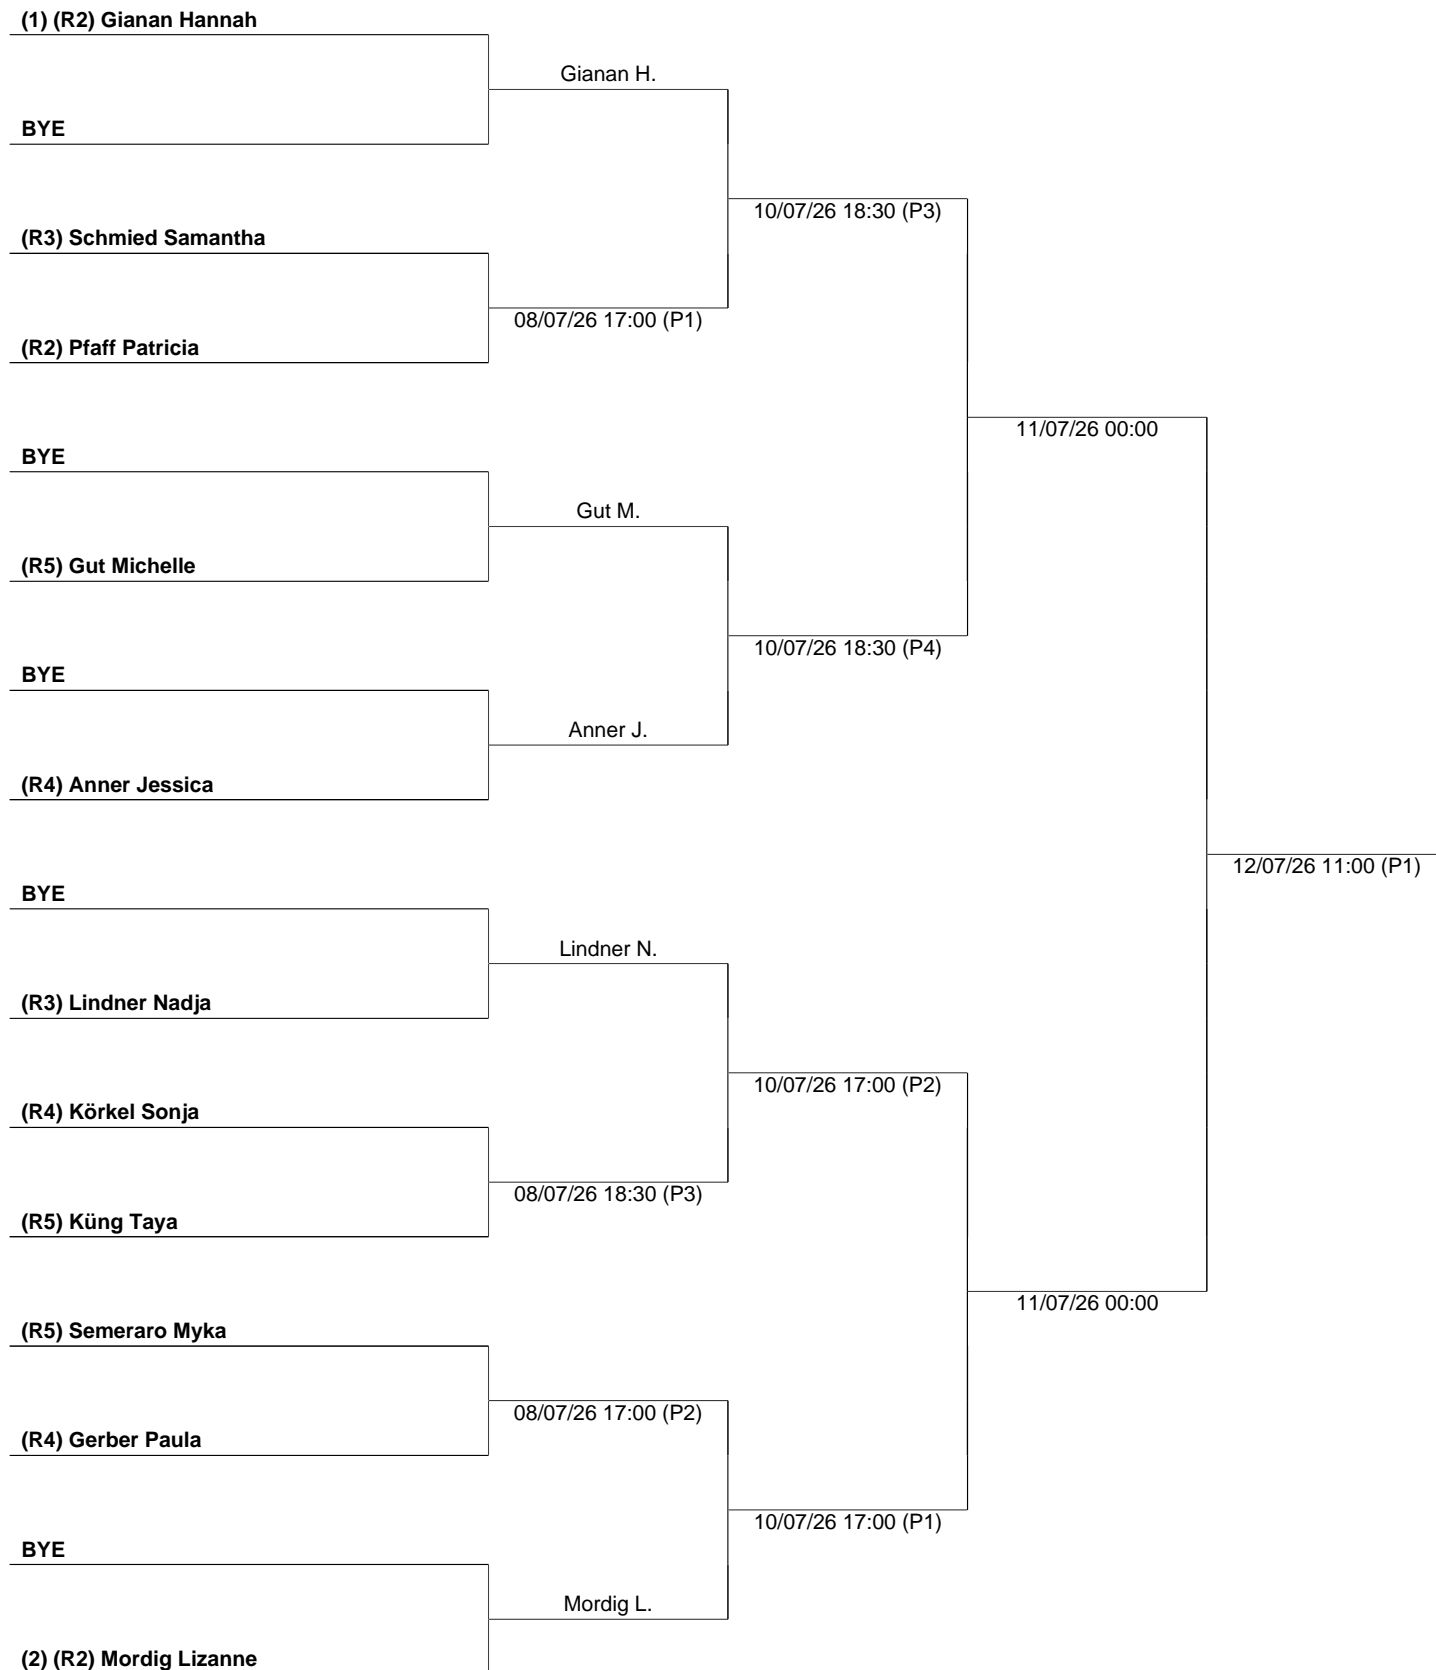 (1) (R2) Gianan Hannah
Gianan H.
BYE
10/07/26 18:30 (P3)
(R3) Schmied Samantha
08/07/26 17:00 (P1)
(R2) Pfaff Patricia
11/07/26 00:00
BYE
Gut M.
(R5) Gut Michelle
10/07/26 18:30 (P4)
BYE
Anner J.
(R4) Anner Jessica
12/07/26 11:00 (P1)
BYE
Lindner N.
(R3) Lindner Nadja
10/07/26 17:00 (P2)
(R4) Körkel Sonja
08/07/26 18:30 (P3)
(R5) Küng Taya
11/07/26 00:00
(R5) Semeraro Myka
08/07/26 17:00 (P2)
(R4) Gerber Paula
10/07/26 17:00 (P1)
BYE
Mordig L.
(2) (R2) Mordig Lizanne